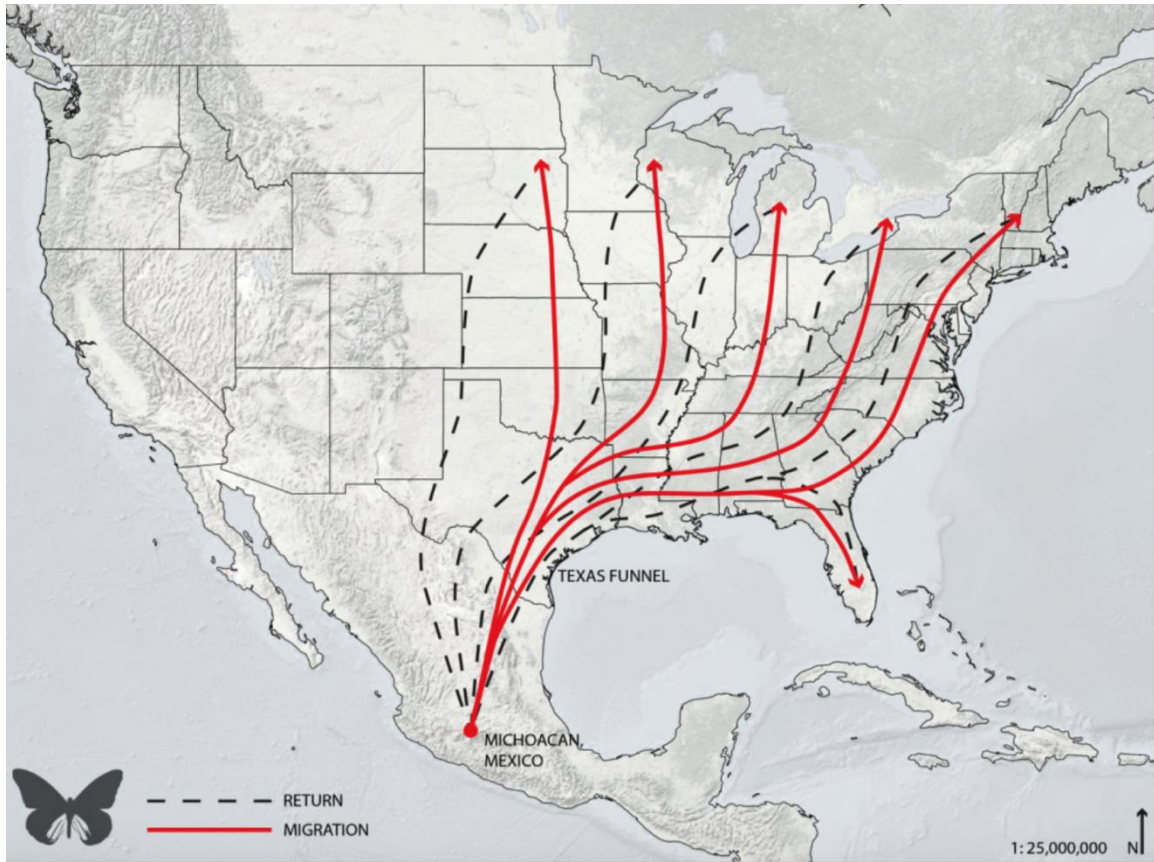 TEXAS FUNNEL
MICHOACAN,
MEXICO
RETURN
MIGRATION
1: 25,000,000 N